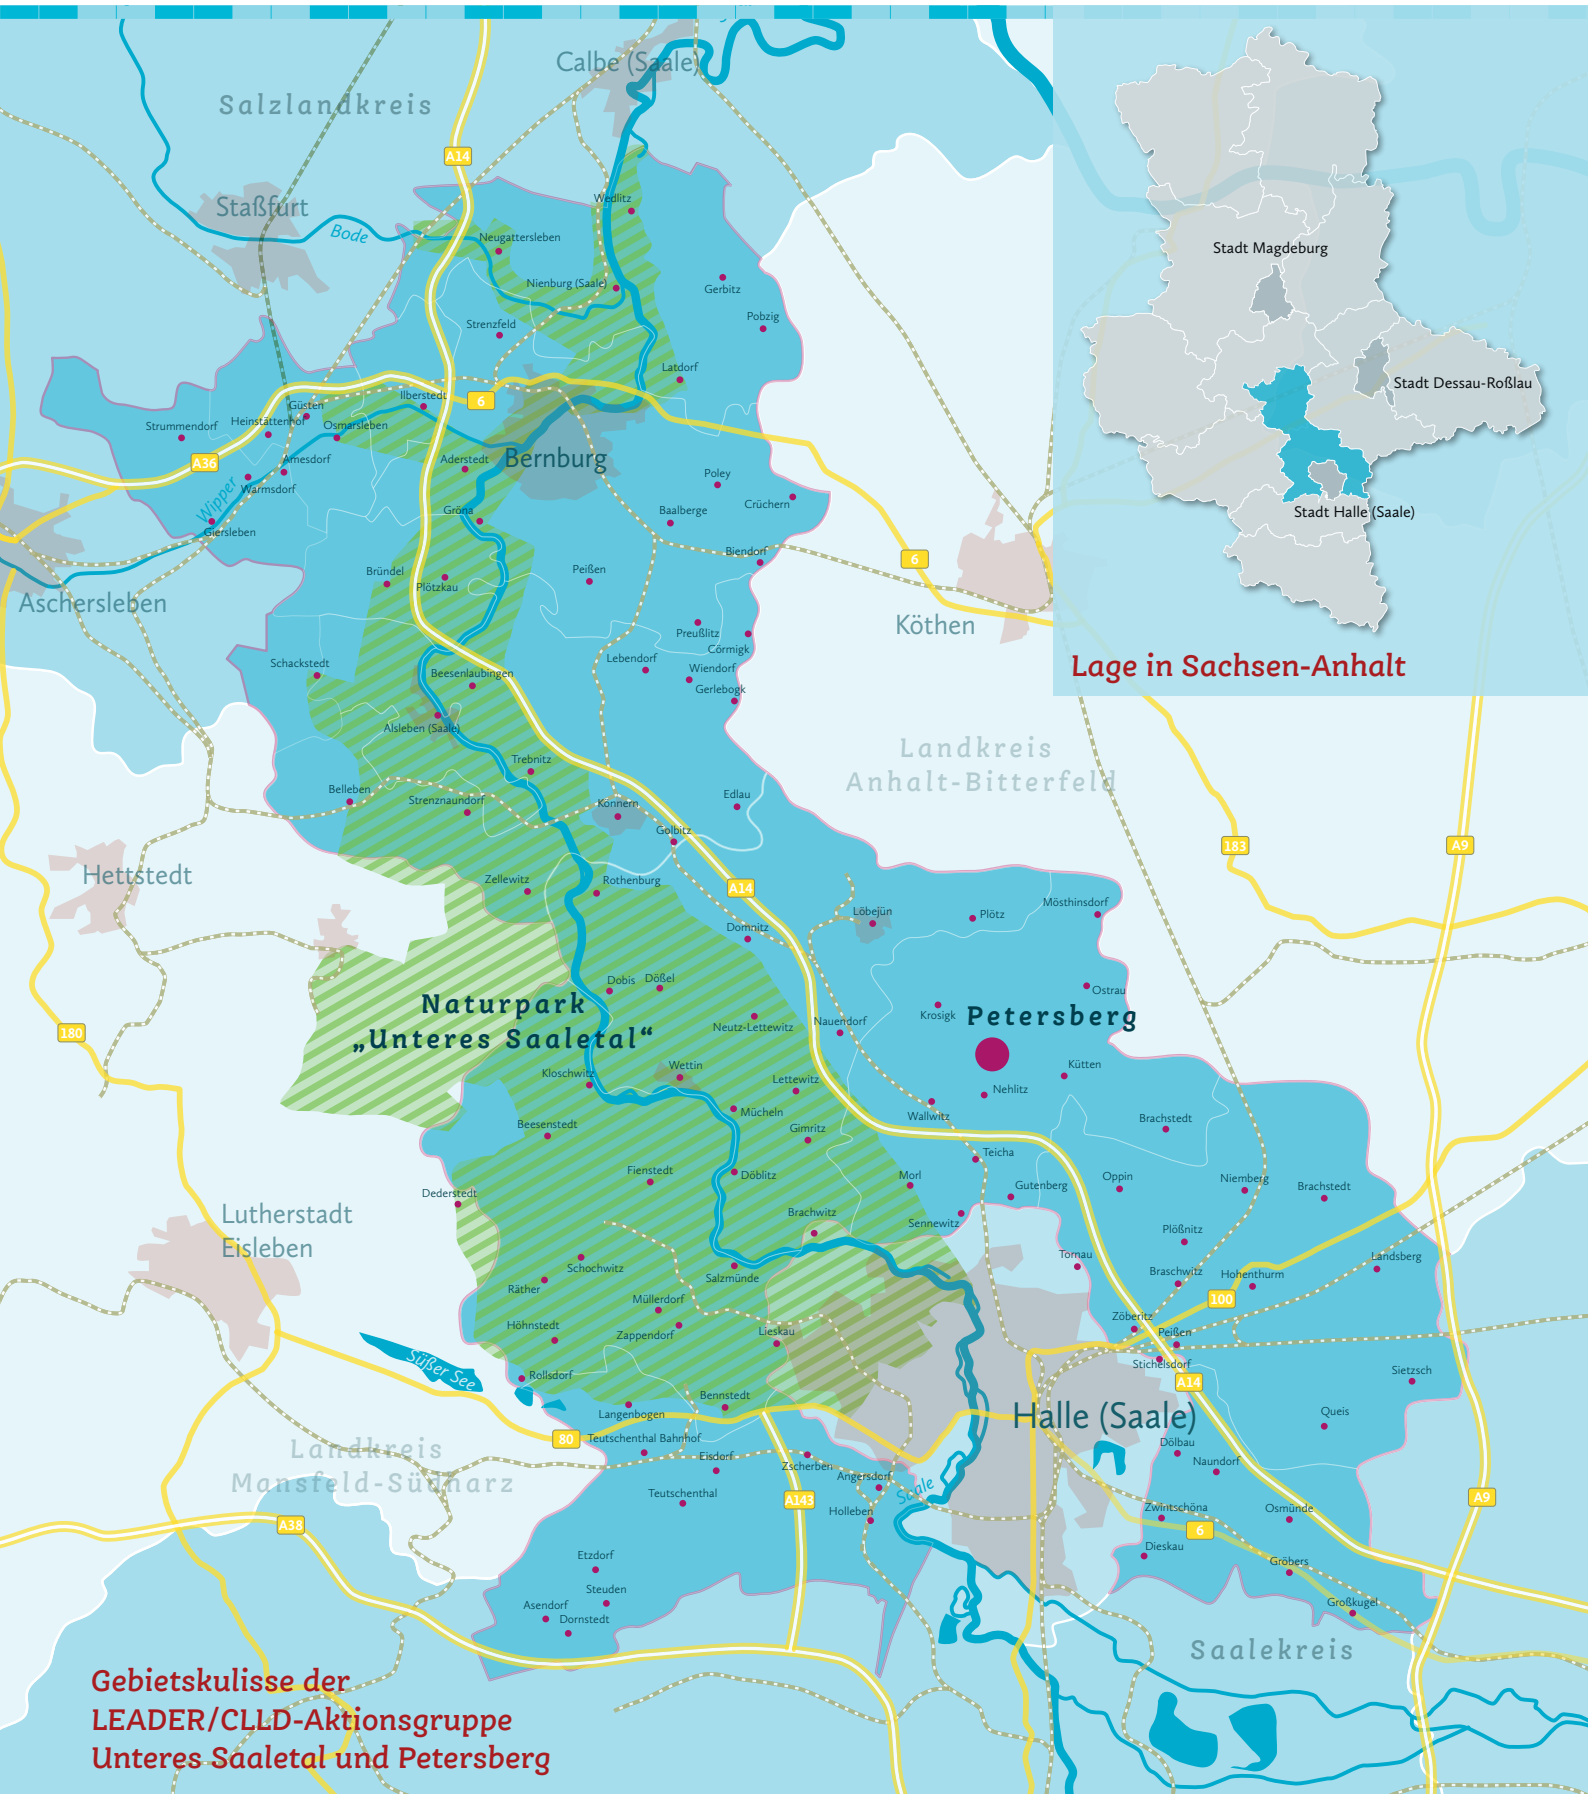 Calbe (Saale)
Salzlandkreis
A14
Staßfurt
Bode
Wedlitz
Neugattersleben
Nienburg (Saale)
Gerbitz
Pobzig
Strenzfeld
Latdorf
Ilberstedt
6
Güsten
Heinstättenhof
Strummendorf
Osmarsleben
A36
Amesdorf
Warmsdorf
Wipper
Giersleben
Aderstedt
Bernburg
Poley
Crüchern
Gröna
Baalberge
Biendorf
6
Aschersleben
Bründel
Plötzkau
Peißen
Köthen
Preußlitz
Cörmigk
Schackstedt
Beesenlaubingen
Lebendorf
Wiendorf
Gerlebogk
Alsleben (Saale)
Trebnitz
Landkreis
Anhalt-Bitterfeld
Belleben
Strenznaundorf
Könnern
Edlau
Golbitz
183
A9
Hettstedt
Zellewitz
Rothenburg
A14
Löbejün
Plötz
Mösthinsdorf
Domnitz
Dobis
Dößel
Ostrau
Naturpark
„Unteres Saaletal“
Neutz-Lettewitz
Nauendorf
Krosigk
Petersberg
180
Kloschwitz
Wettin
Lettewitz
Kütten
Nehlitz
Wallwitz
Mücheln
Beesenstedt
Gimritz
Brachstedt
Teicha
Fienstedt
Döblitz
Morl
Gutenberg
Oppin
Niemberg
Brachstedt
Dederstedt
Brachwitz
Sennewitz
Lutherstadt
Eisleben
Plößnitz
Tornau
Landsberg
Schochwitz
Räther
Salzmünde
Braschwitz
Hohenthurm
100
Müllerdorf
Höhnstedt
Zappendorf
Lieskau
Zöberitz
Peißen
Stichelsdorf
Süßer See
Rollsdorf
A14
Sietzsch
Bennstedt
Langenbogen
Halle (Saale)
Queis
80
Teutschenthal Bahnhof
Dölbau
Landkreis
Mansfeld-Südharz
Eisdorf
Zscherben
Naundorf
Angersdorf
Saale
Teutschenthal
A143
Holleben
Zwintschöna
Osmünde
A9
A38
6
Dieskau
Etzdorf
Gröbers
Steuden
Asendorf
Dornstedt
Großkugel
Saalekreis
Stadt Magdeburg
Stadt Dessau-Roßlau
Stadt Halle (Saale)
Lage in Sachsen-Anhalt
Gebietskulisse der
LEADER/CLLD-Aktionsgruppe
Unteres Saaletal und Petersberg